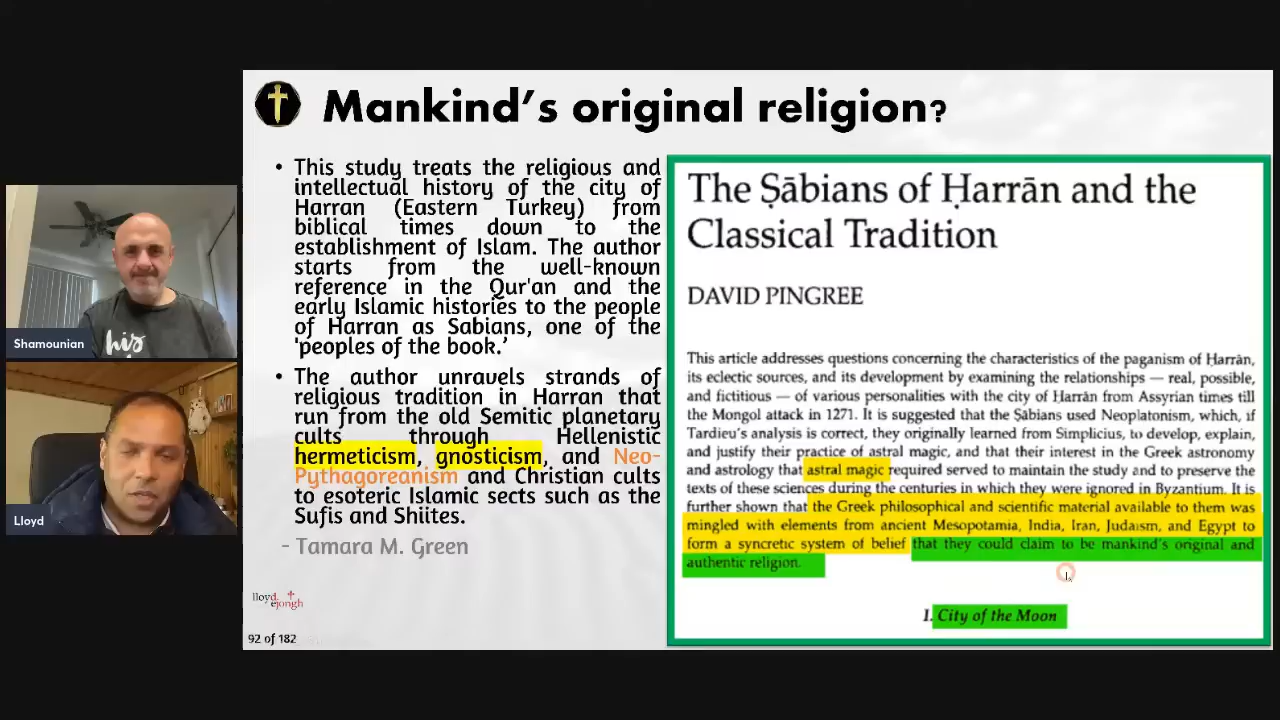 Mankind's original religion?
• This study treats the religious and
intellectual history of the city of
Harran (Eastern Turkey) from
biblical times down to the
establishment of Islam. The author
starts from the well-known
reference in the Qur'an and the
early Islamic histories to the people
of Harran as Sabians, one of the
'peoples of the book.'
• The author unravels strands of
religious tradition in Harran that
run from the old Semitic planetary
cults through Hellenistic
hermeticism, gnosticism, and Neo-
Pythagoreanism and Christian cults
to esoteric Islamic sects such as the
Sufis and Shiites.
- Tamara M. Green
lloyd
ejongh
92 of 182
The Ṣābians of Ḥarrān and the
Classical Tradition
DAVID PINGREE
This article addresses questions concerning the characteristics of the paganism of Ḥarrān,
its eclectic sources, and its development by examining the relationships — real, possible,
and fictitious — of various personalities with the city of Ḥarrān from Assyrian times till
the Mongol attack in 1271. It is suggested that the Ṣābians used Neoplatonism, which, if
Tardieu's analysis is correct, they originally learned from Simplicius, to develop, explain,
and justify their practice of astral magic, and that their interest in the Greek astronomy
and astrology that astral magic required served to maintain the study and to preserve the
texts of these sciences during the centuries in which they were ignored in Byzantium. It is
further shown that the Greek philosophical and scientific material available to them was
mingled with elements from ancient Mesopotamia, India, Iran, Judaism, and Egypt to
form a syncretic system of belief that they could claim to be mankind's original and
authentic religion.
I. City of the Moon
Shamounian
his
Lloyd